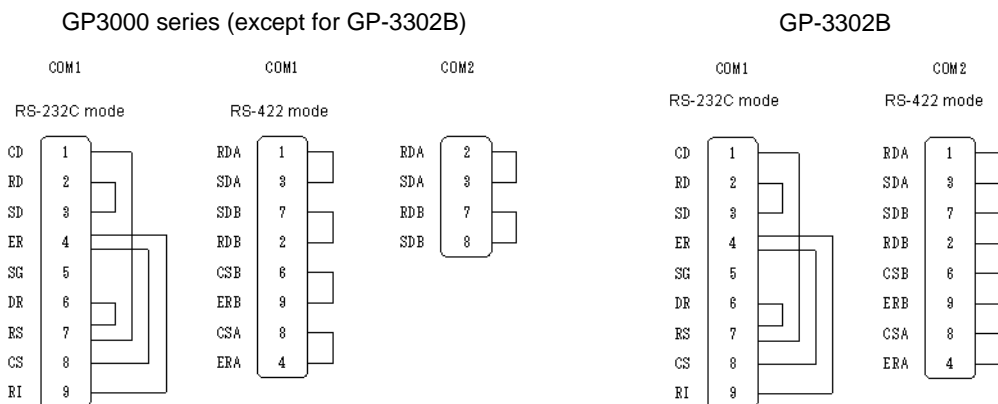 GP3000 series (except for GP-3302B)
GP-3302B
COM1
COM1
COM2
COM1
COM2
RS-232C mode
RS-422 mode
RS-232C mode
RS-422 mode
CD 1
RD 2
SD 3
ER 4
SG 5
DR 6
RS 7
CS 8
RI 9
RDA 1
SDA 3
SDB 7
RDB 2
CSB 6
ERB 9
CSA 8
ERA 4
RDA 2
SDA 3
RDB 7
SDB 8
CD 1
RD 2
SD 3
ER 4
SG 5
DR 6
RS 7
CS 8
RI 9
RDA 1
SDA 3
SDB 7
RDB 2
CSB 6
ERB 9
CSA 8
ERA 4